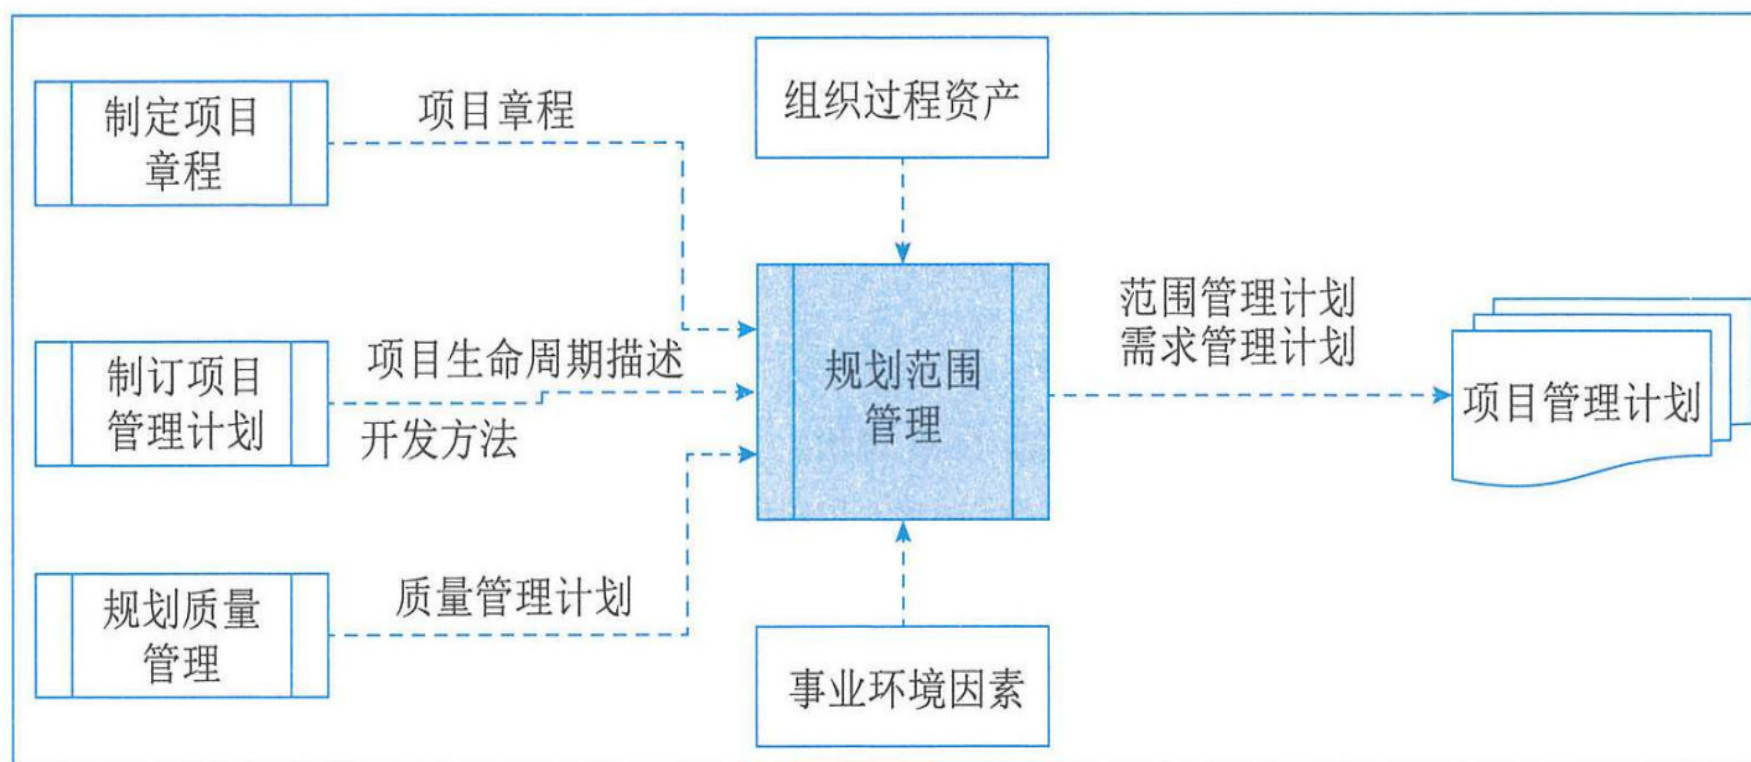 制定项目
章程
项目章程
组织过程资产
制订项目
管理计划
项目生命周期描述
开发方法
规划范围
管理
范围管理计划
需求管理计划
项目管理计划
规划质量
管理
质量管理计划
事业环境因素